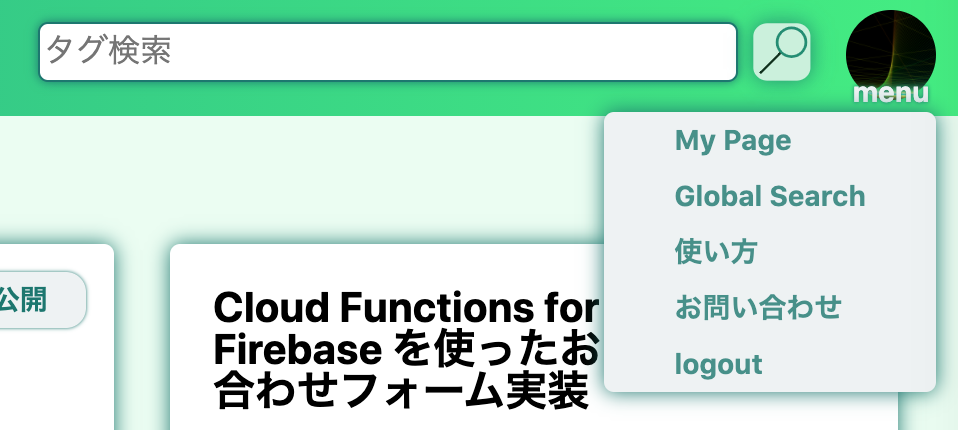 タグ検索
menu
My Page
Global Search
使い方
お問い合わせ
logout
公開
Cloud Functions for
Firebase を使ったお
合わせフォーム実装